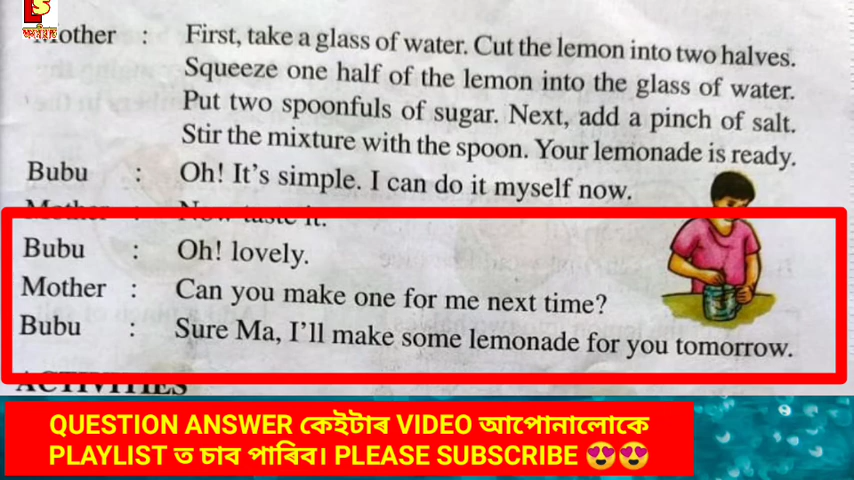 S
Mother : First, take a glass of water. Cut the lemon into two halves.
Squeeze one half of the lemon into the glass of water.
Put two spoonfuls of sugar. Next, add a pinch of salt.
Stir the mixture with the spoon. Your lemonade is ready.
Bubu : Oh! It's simple. I can do it myself now.
Mother : Now taste it.
Bubu : Oh! lovely.
Mother : Can you make one for me next time?
Bubu : Sure Ma, I'll make some lemonade for you tomorrow.
ACTIVITIES
QUESTION ANSWER কেইটাৰ VIDEO আপোনালোকে
PLAYLIST ত চাব পাৰিব। PLEASE SUBSCRIBE 😍😍